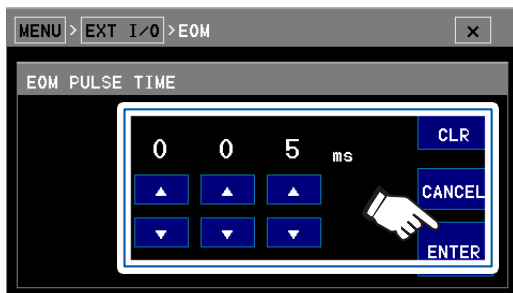 MENU > EXT I/O > EOM ×
EOM PULSE TIME
0 0 5 ms
CLR
CANCEL
ENTER